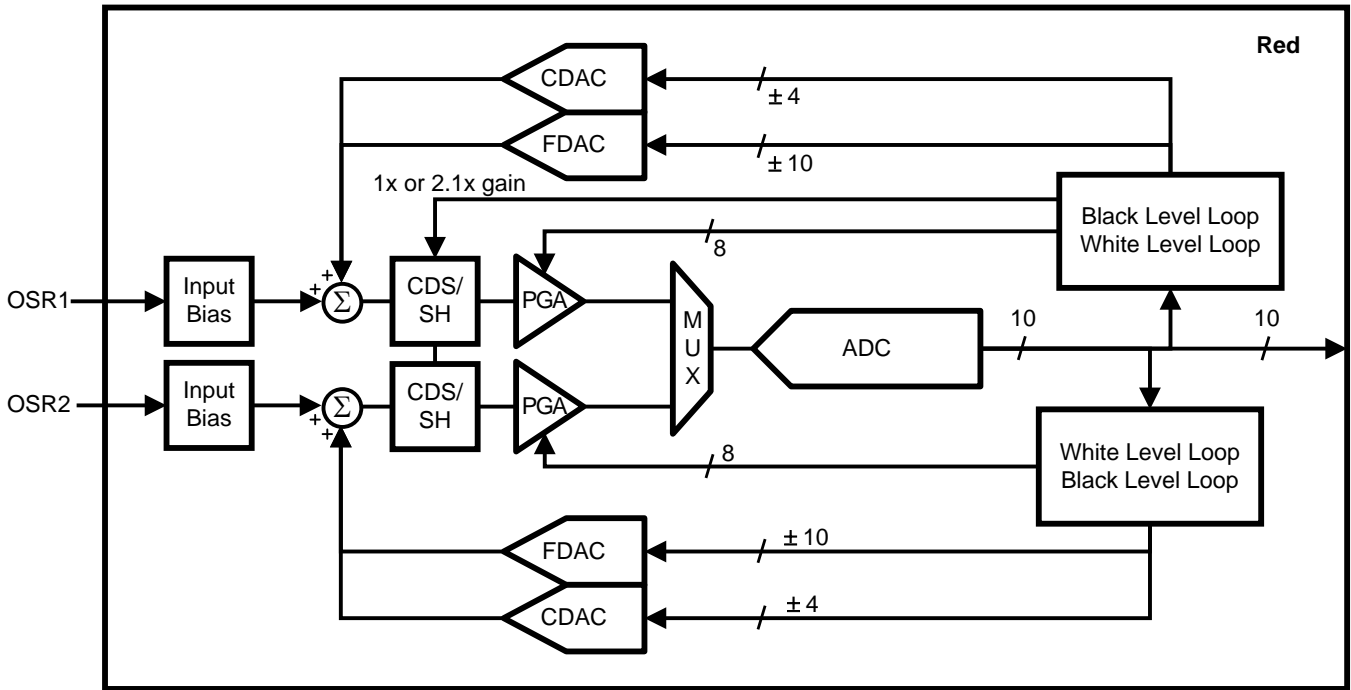 Red
CDAC
± 4
FDAC
± 10
1x or 2.1x gain
8
Black Level Loop
White Level Loop
OSR1
Input
Bias
+
+
Σ
CDS/
SH
PGA
M
U
X
ADC
10
10
OSR2
Input
Bias
Σ
+
+
CDS/
SH
PGA
8
White Level Loop
Black Level Loop
FDAC
± 10
CDAC
± 4